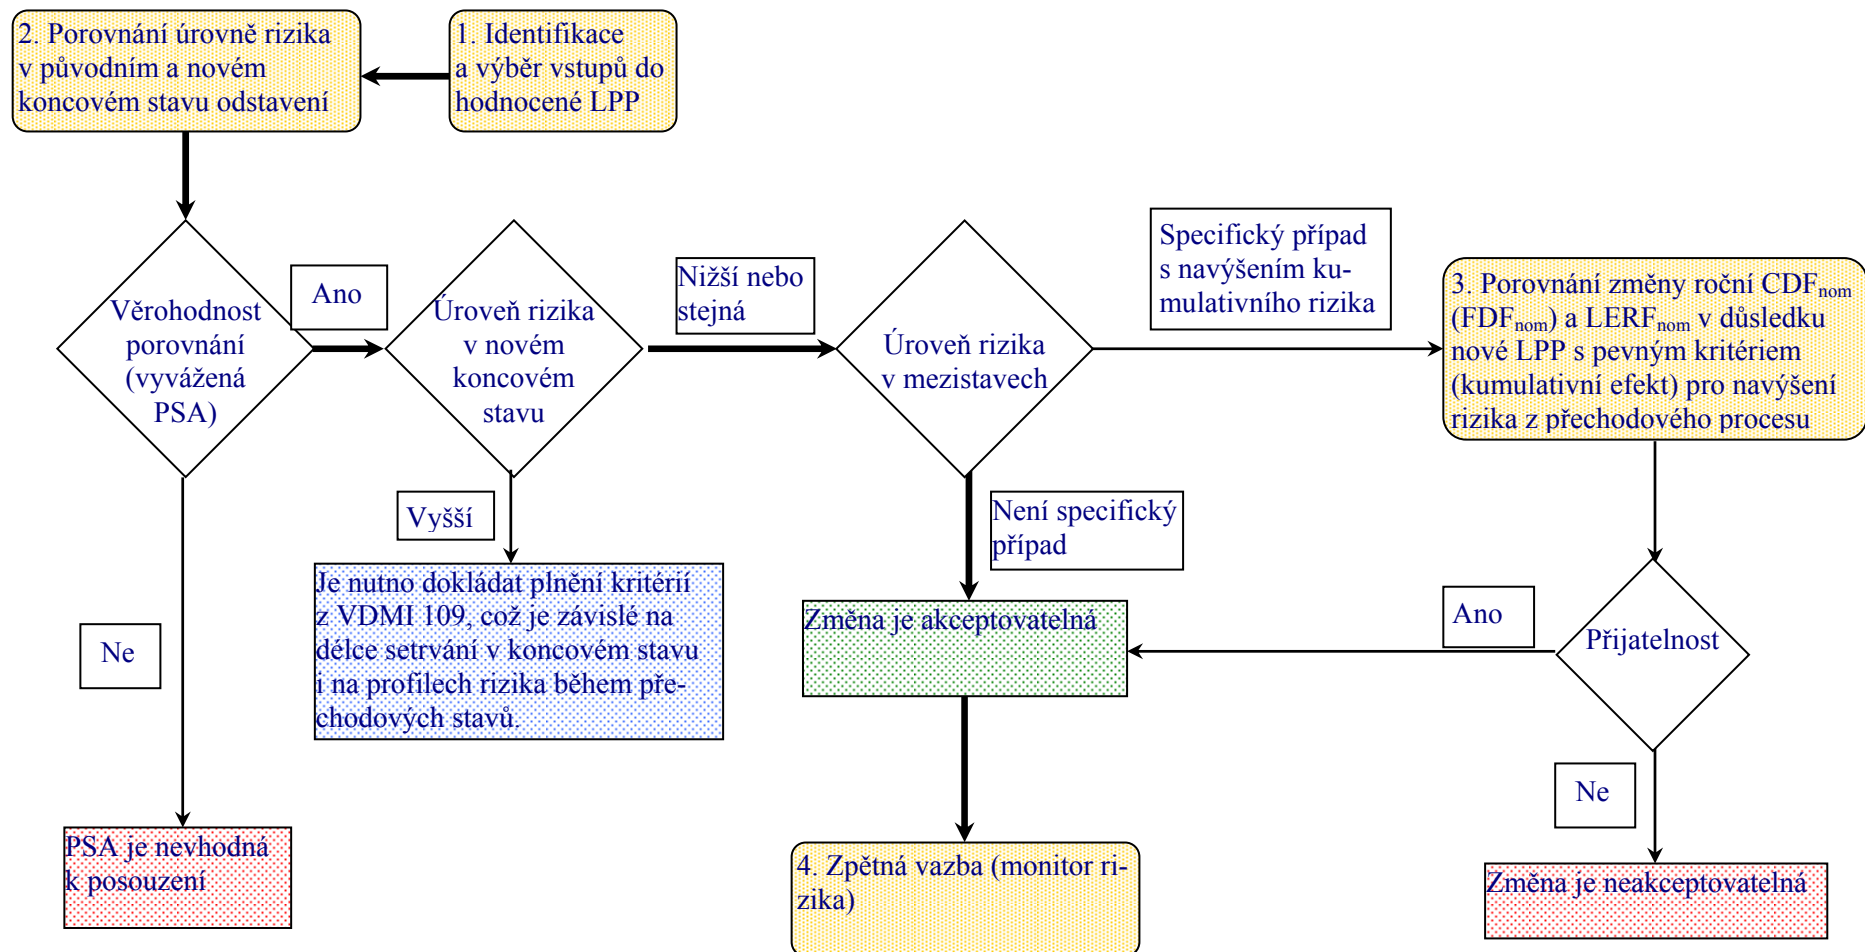 2. Porovnání úrovně rizika
v původním a novém
koncovém stavu odstavení
1. Identifikace
a výběr vstupů do
hodnocené LPP
Věrohodnost
porovnání
(vyvážená
PSA)
Ano
Úroveň rizika
v novém
koncovém
stavu
Nižší nebo
stejná
Úroveň rizika
v mezistavech
Specifický případ
s navýšením ku-
mulativního rizika
3. Porovnání změny roční CDFnom
(FDFnom) a LERFnom v důsledku
nové LPP s pevným kritériem
(kumulativní efekt) pro navýšení
rizika z přechodového procesu
Vyšší
Není specifický
případ
Je nutno dokládat plnění kritérií
z VDMI 109, což je závislé na
délce setrvání v koncovém stavu
i na profilech rizika během pře-
chodových stavů.
Změna je akceptovatelná
Ano
Přijatelnost
Ne
Ne
PSA je nevhodná
k posouzení
4. Zpětná vazba (monitor ri-
zika)
Změna je neakceptovatelná